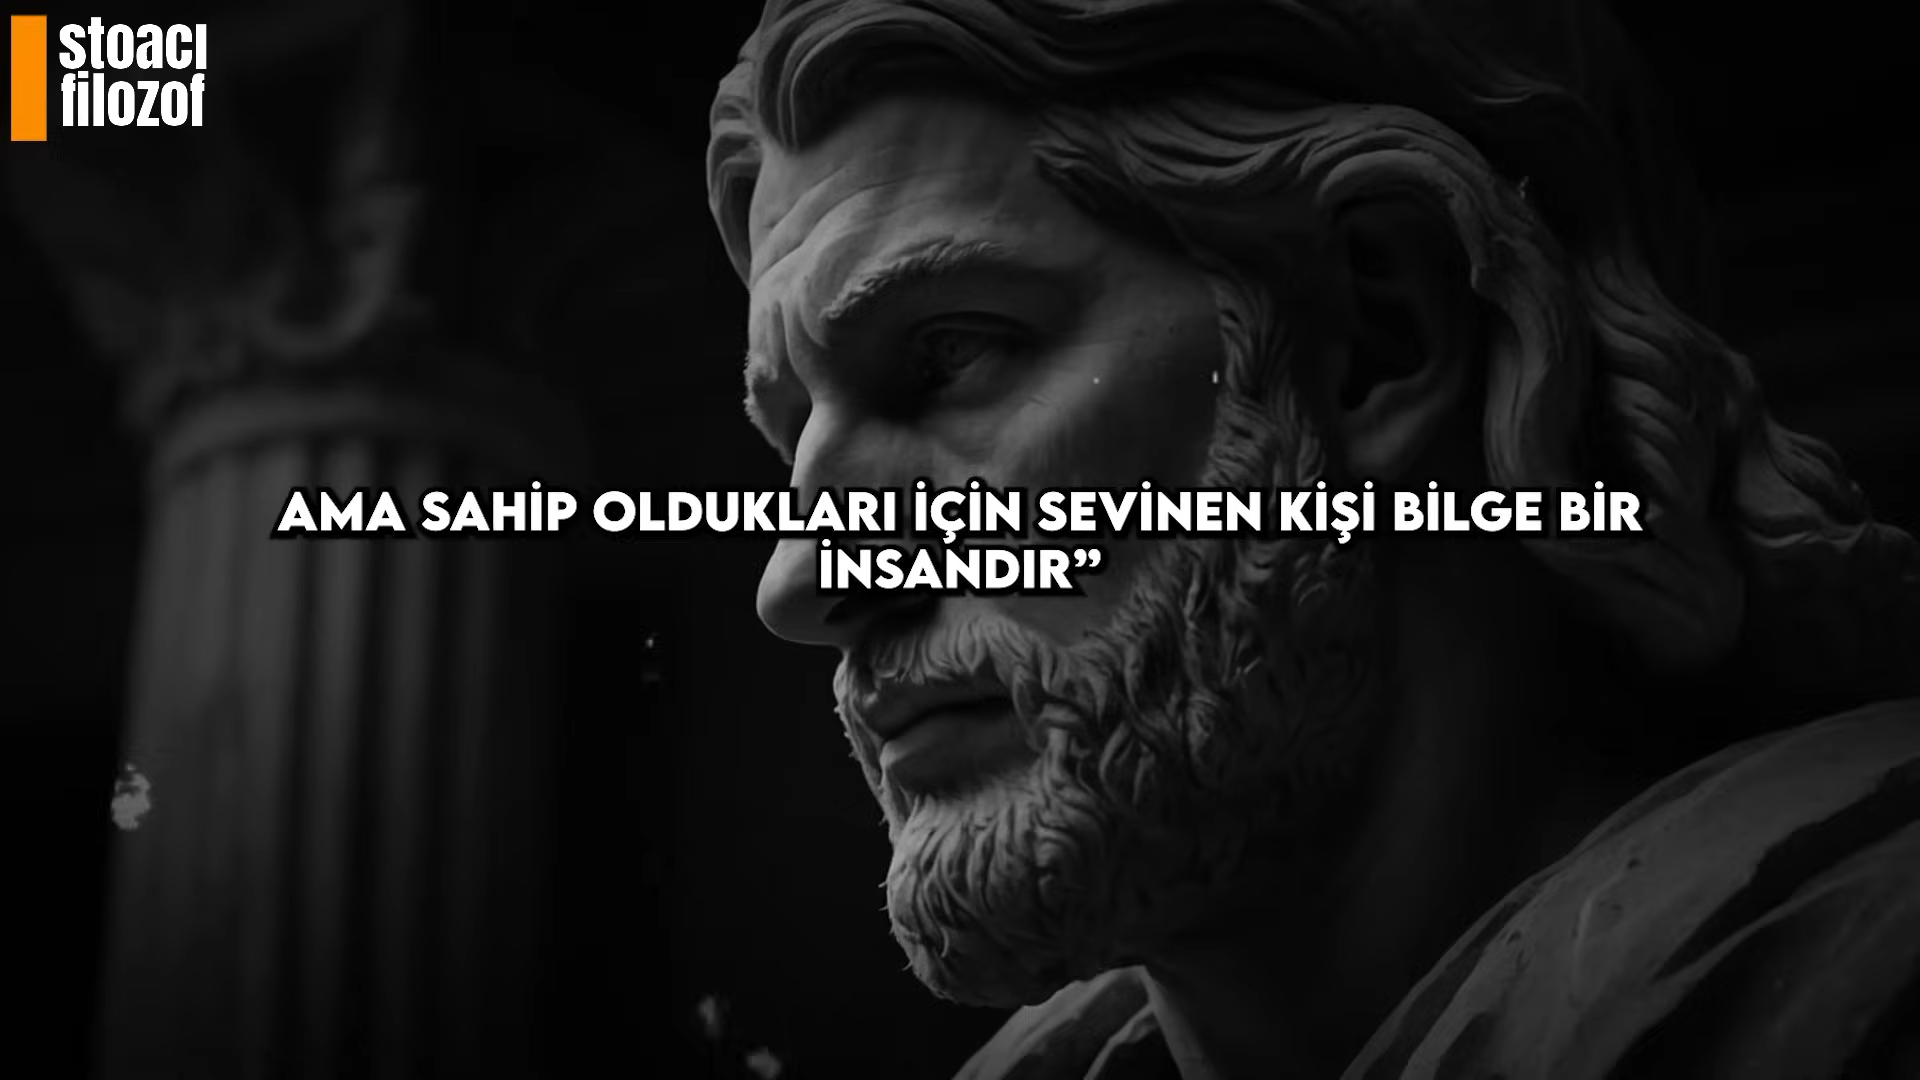 stoacı
filozof
AMA SAHİP OLDUKLARI İÇİN SEVİNEN KİŞİ BİLGE BİR
İNSANDIR”